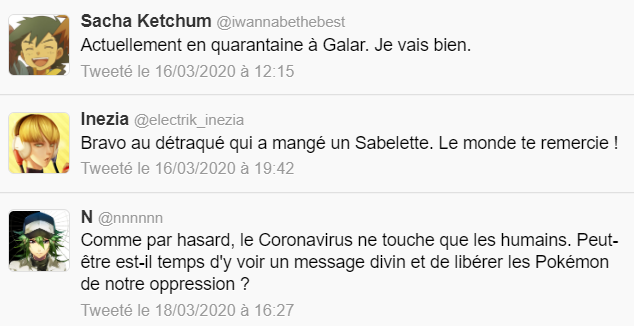 Sacha Ketchum @iwannabethebest
Actuellement en quarantaine à Galar. Je vais bien.
Tweeté le 16/03/2020 à 12:15
Inezia @electrik_inezia
Bravo au détraqué qui a mangé un Sabelette. Le monde te remercie !
Tweeté le 16/03/2020 à 19:42
N @nnnnnn
Comme par hasard, le Coronavirus ne touche que les humains. Peut-
être est-il temps d'y voir un message divin et de libérer les Pokémon
de notre oppression ?
Tweeté le 18/03/2020 à 16:27